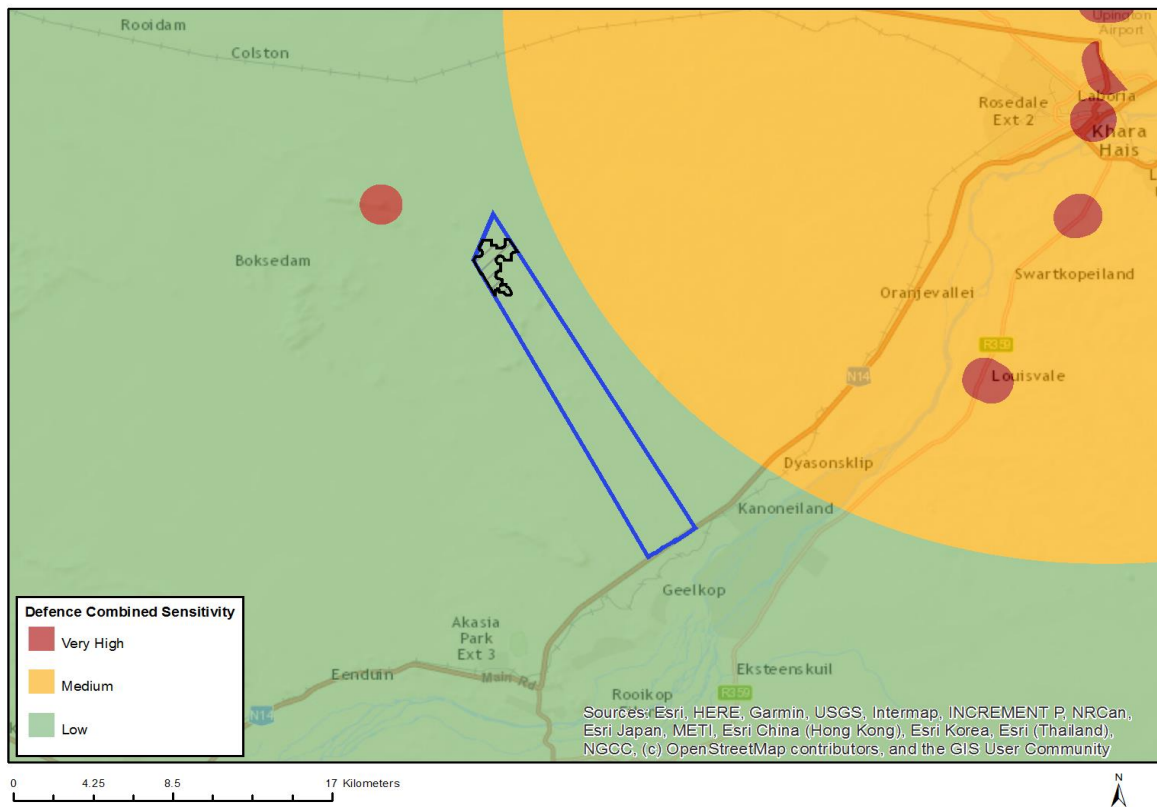 Rooidam
Colston
Upington
Airport
Laboria
Rosedale
Ext 2
Khara
Hais
Boksedam
Swartkopeiland
Oranjevallei
R359
Louisvale
N14
Dyasonsklip
Kanoneiland
Geelkop
Akasia
Park
Ext 3
Eenduin
Main Rd
Eksteenskuil
Rooikop
R359
N14
Defence Combined Sensitivity
Very High
Medium
Low
Sources: Esri, HERE, Garmin, USGS, Intermap, INCREMENT P, NRCan,
Esri Japan, METI, Esri China (Hong Kong), Esri Korea, Esri (Thailand),
NGCC, (c) OpenStreetMap contributors, and the GIS User Community
0 4.25 8.5 17 Kilometers
N